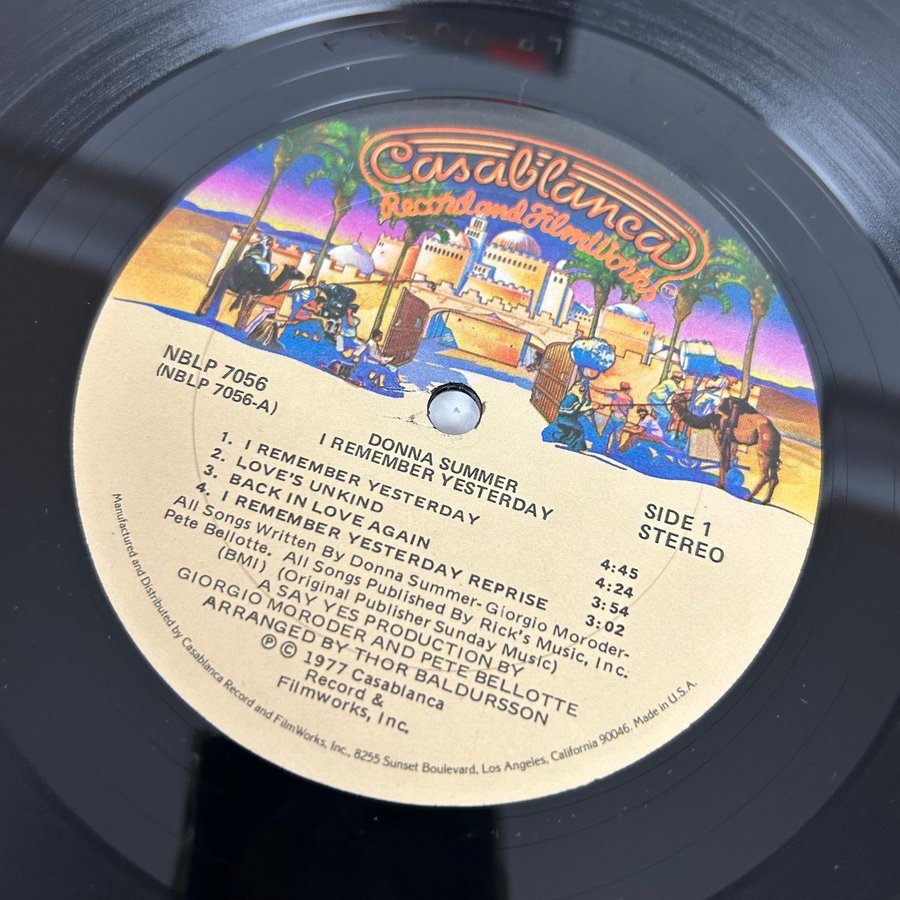 Casablanca
Record and FilmWorks™
NBLP 7056
(NBLP 7056-A)
SIDE 1
STEREO
DONNA SUMMER
I REMEMBER YESTERDAY
1. I REMEMBER YESTERDAY 4:45
2. LOVE'S UNKIND 4:24
3. BACK IN LOVE AGAIN 3:54
4. I REMEMBER YESTERDAY REPRISE 3:02
All Songs Written By Donna Summer- Giorgio Moroder-
Pete Bellotte. All Songs Published By Rick's Music, Inc.
(BMI) (Original Publisher Sunday Music)
A SAY YES PRODUCTION BY
GIORGIO MORODER AND PETE BELLOTTE
ARRANGED BY THOR BALDURSSON
℗ © 1977 Casablanca
Record &
Filmworks, Inc.
Manufactured and Distributed by Casablanca Record and FilmWorks, Inc., 8255 Sunset Boulevard, Los Angeles, California 90046. Made in U.S.A.